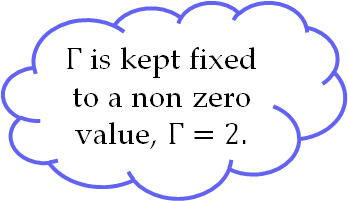 Γ is kept fixed
to a non zero
value, Γ = 2.